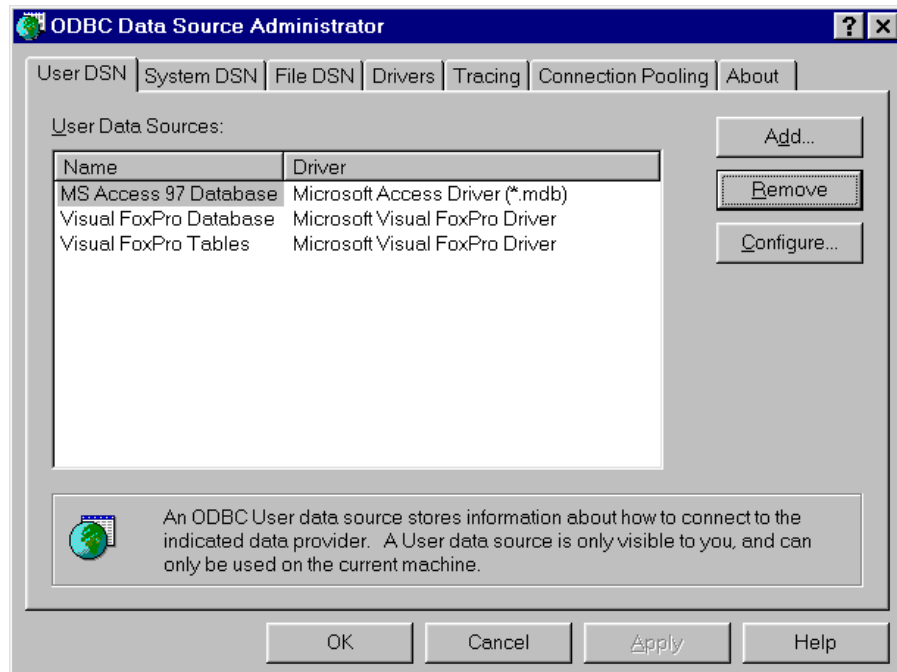 ODBC Data Source Administrator
User DSN System DSN File DSN Drivers Tracing Connection Pooling About
User Data Sources:
Add...
Name Driver
MS Access 97 Database Microsoft Access Driver (*.mdb)
Remove
Visual FoxPro Database Microsoft Visual FoxPro Driver
Visual FoxPro Tables Microsoft Visual FoxPro Driver
Configure...
An ODBC User data source stores information about how to connect to the
indicated data provider. A User data source is only visible to you, and can
only be used on the current machine.
OK Cancel Apply Help